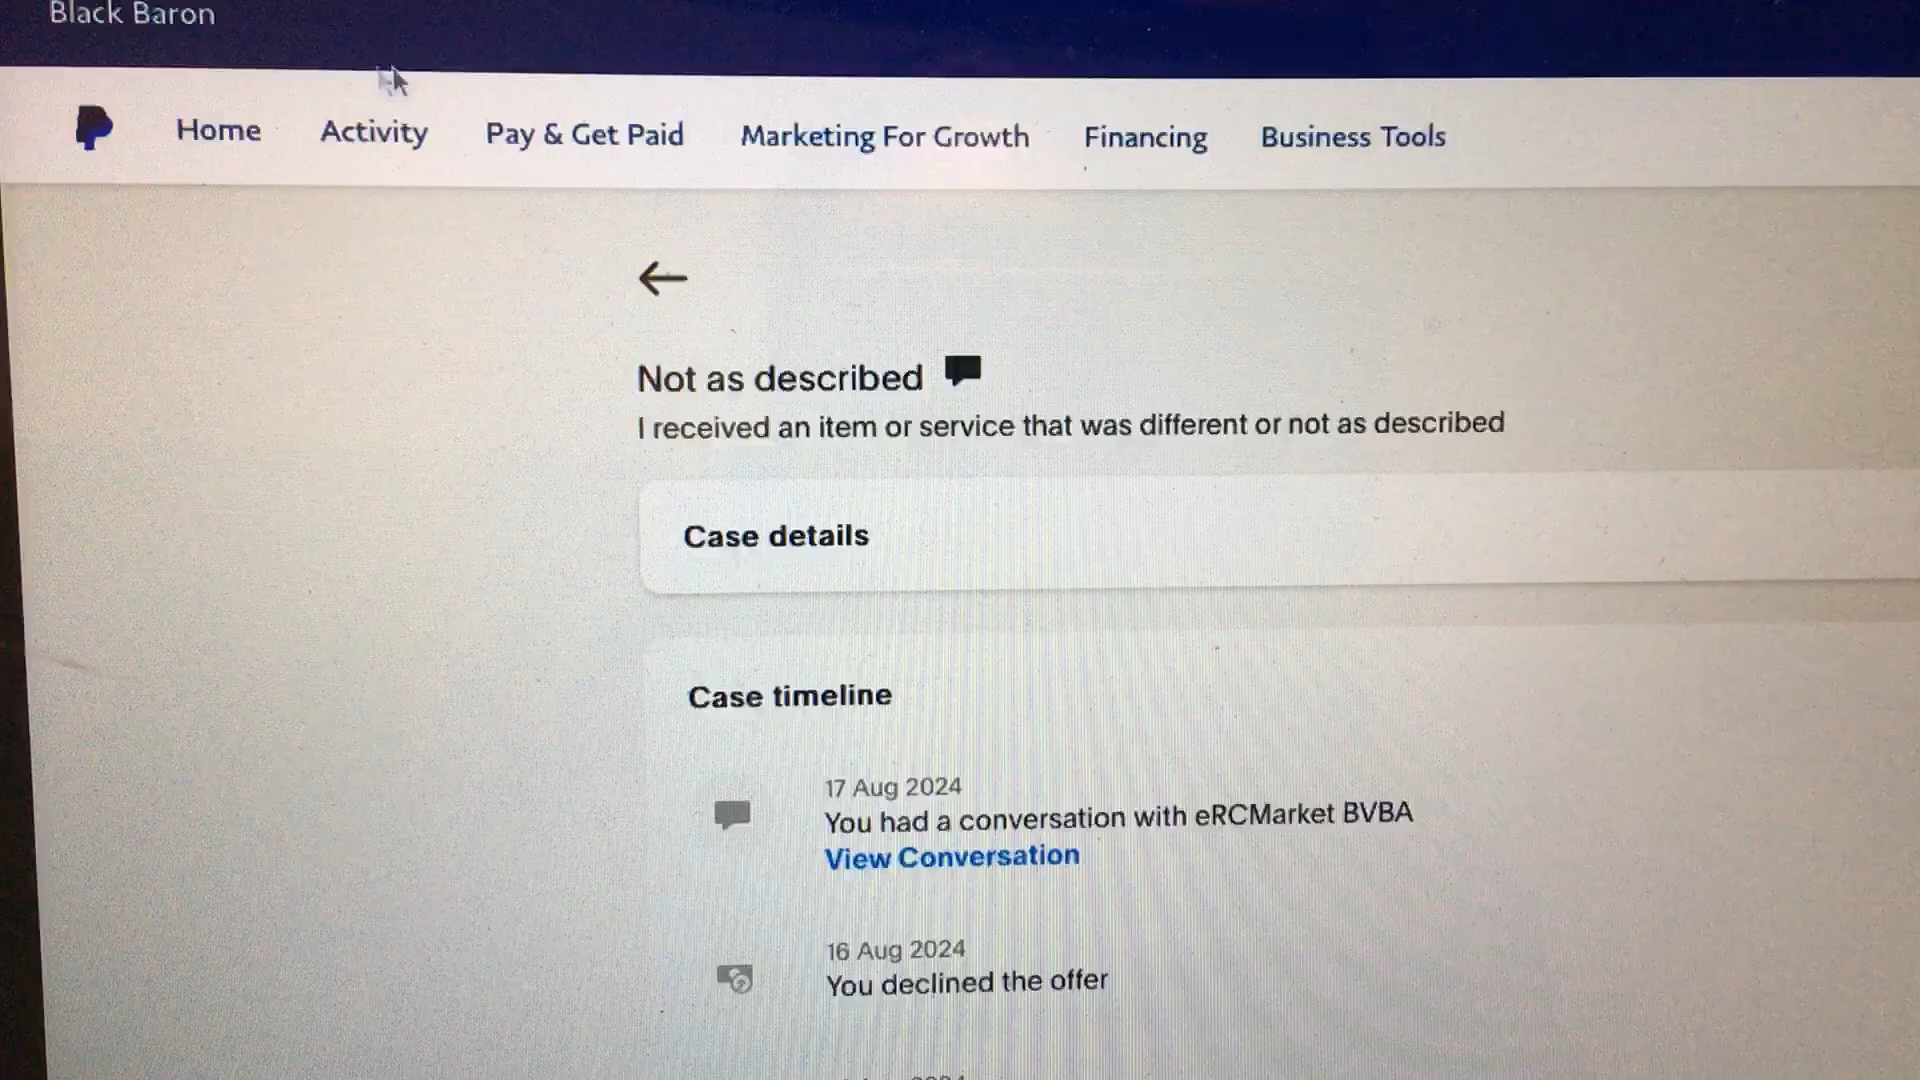 Black Baron
Home Activity Pay & Get Paid Marketing For Growth Financing Business Tools
Not as described
I received an item or service that was different or not as described
Case details
Case timeline
17 Aug 2024
You had a conversation with eRCMarket BVBA
View Conversation
16 Aug 2024
You declined the offer